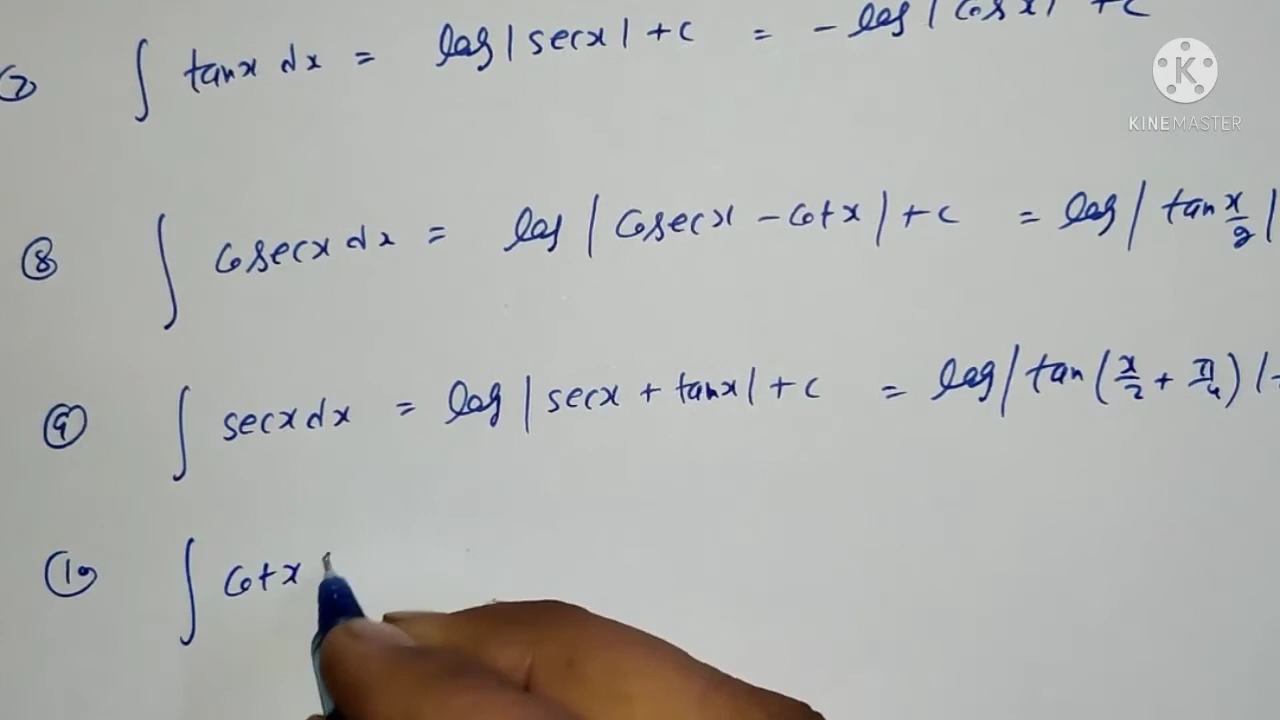 ⑦ ∫ tanx dx = log|secx| + c = -log|cosx| + c
KINEMASTER
⑧ ∫ cosecx dx = log|cosecx - cotx| + c = log|tan x/2|
⑨ ∫ secx dx = log|secx + tanx| + c = log|tan(x/2 + π/4)| +
⑩ ∫ cotx